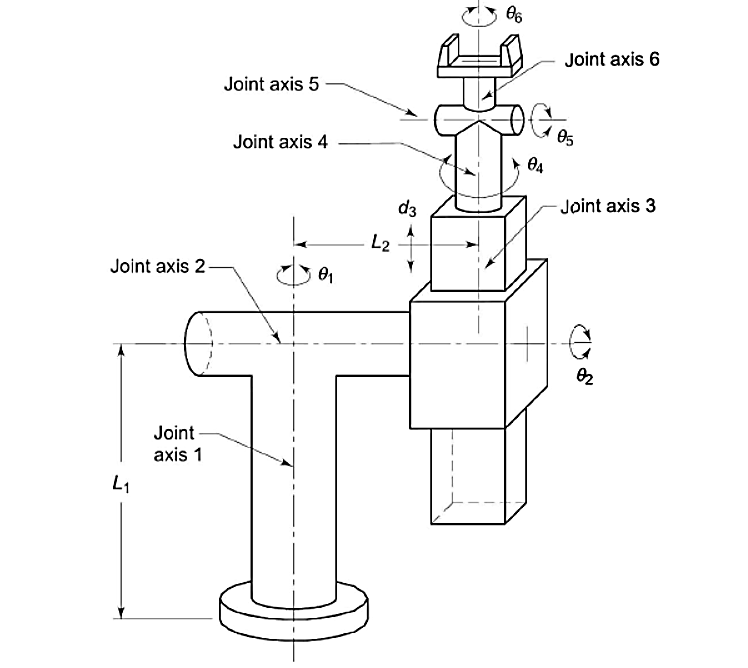 θ6
Joint axis 6
Joint axis 5
θ5
Joint axis 4
θ4
d3
Joint axis 3
L2
Joint axis 2
θ1
θ2
Joint
axis 1
L1